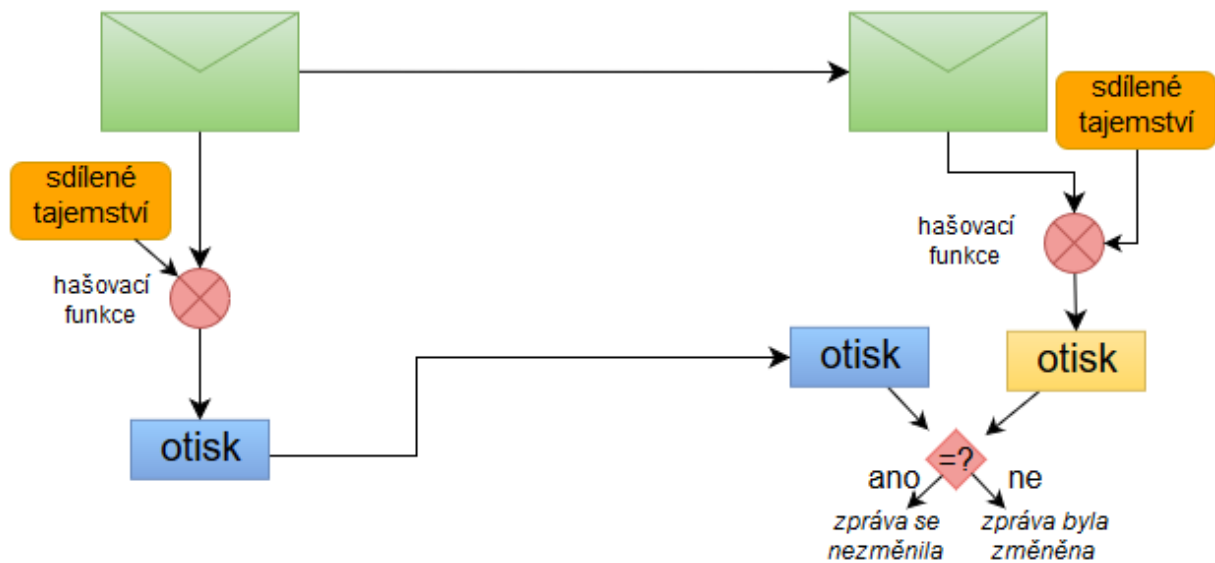 sdílené
tajemství
sdílené
tajemství
hašovací
funkce
hašovací
funkce
otisk
otisk
otisk
=?
ano
ne
zpráva se
nezměnila
zpráva byla
změněna